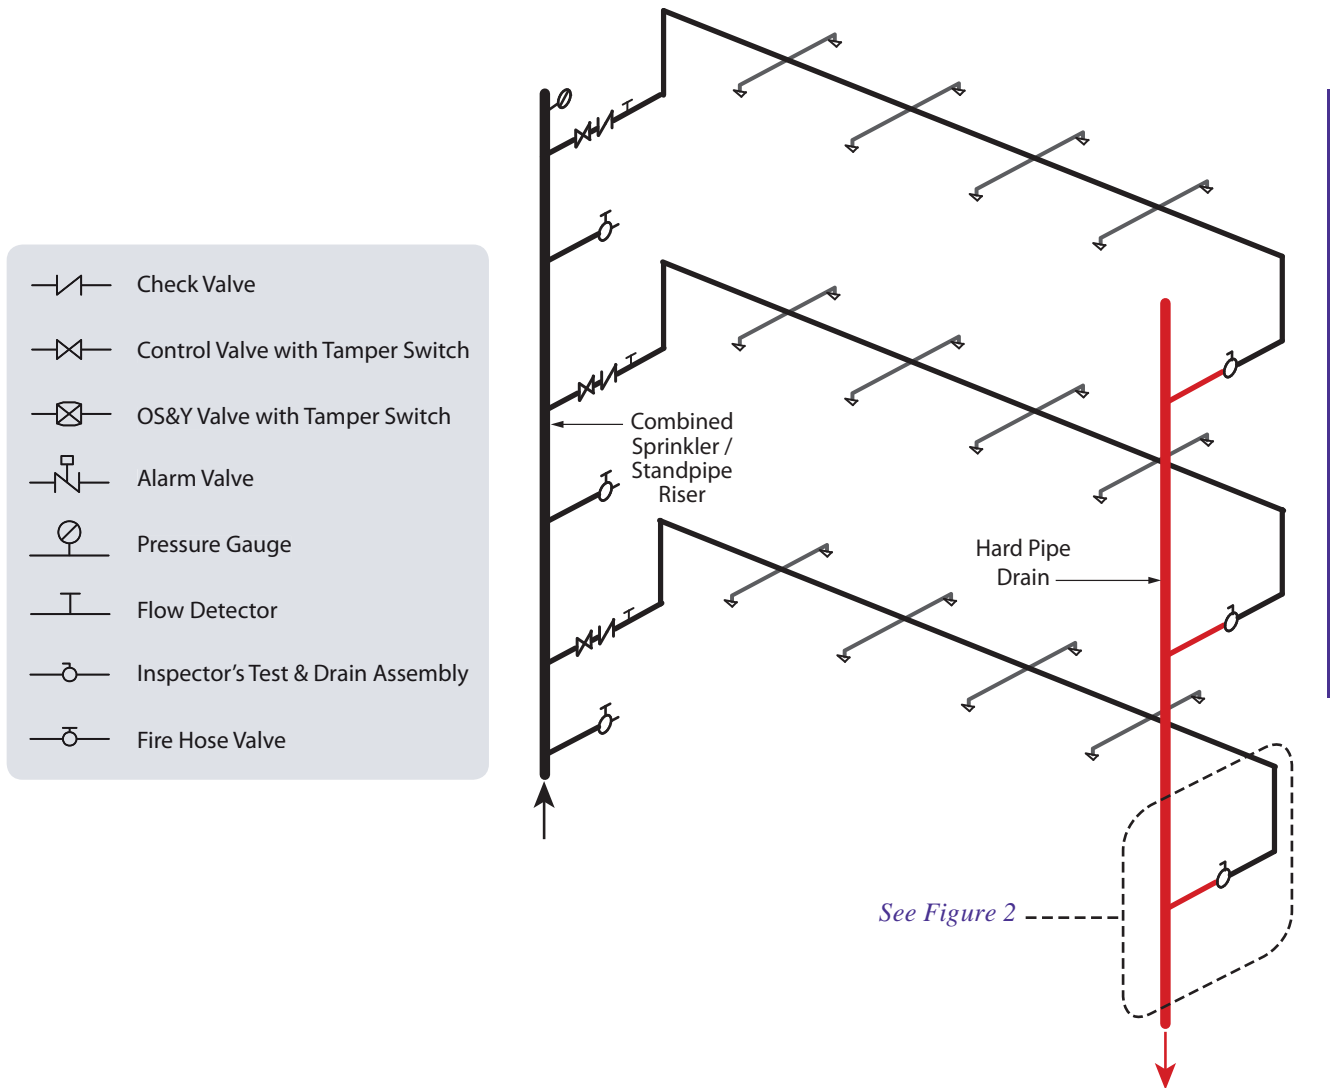 Check Valve
Control Valve with Tamper Switch
OS&Y Valve with Tamper Switch
Alarm Valve
Pressure Gauge
Flow Detector
Inspector’s Test & Drain Assembly
Fire Hose Valve
Combined
Sprinkler /
Standpipe
Riser
Hard Pipe
Drain
See Figure 2